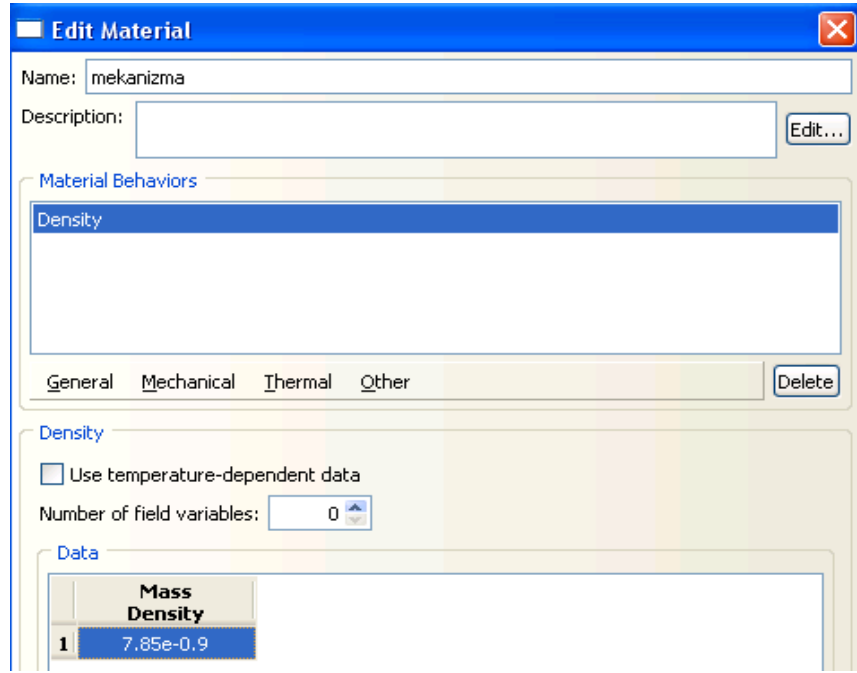 Edit Material
Name: mekanizma
Description:
Edit...
Material Behaviors
Density
General Mechanical Thermal Other
Delete
Density
Use temperature-dependent data
Number of field variables: 0
Data
Mass
Density
1 7.85e-0.9